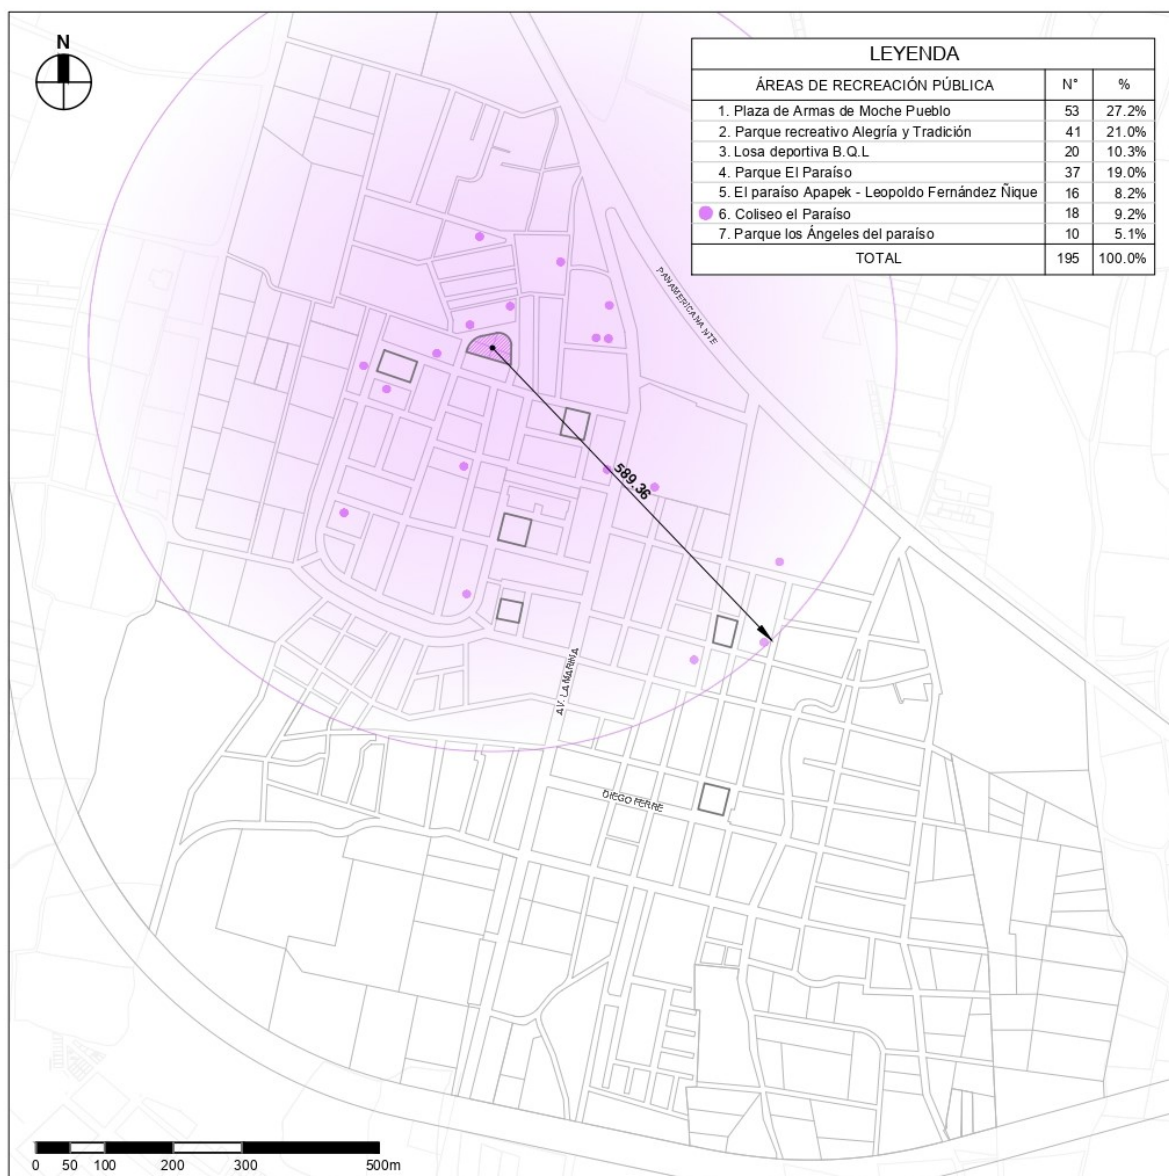 N
LEYENDA
ÁREAS DE RECREACIÓN PÚBLICA N° %
1. Plaza de Armas de Moche Pueblo 53 27.2%
2. Parque recreativo Alegría y Tradición 41 21.0%
3. Losa deportiva B.Q.L 20 10.3%
4. Parque El Paraíso 37 19.0%
5. El paraíso Apapek - Leopoldo Fernández Ñique 16 8.2%
6. Coliseo el Paraíso 18 9.2%
7. Parque los Ángeles del paraíso 10 5.1%
TOTAL 195 100.0%
PANAMERICANA NTE
589.36
AV. LA MARINA
DIEGO FERRE
0 50 100 200 300 500m